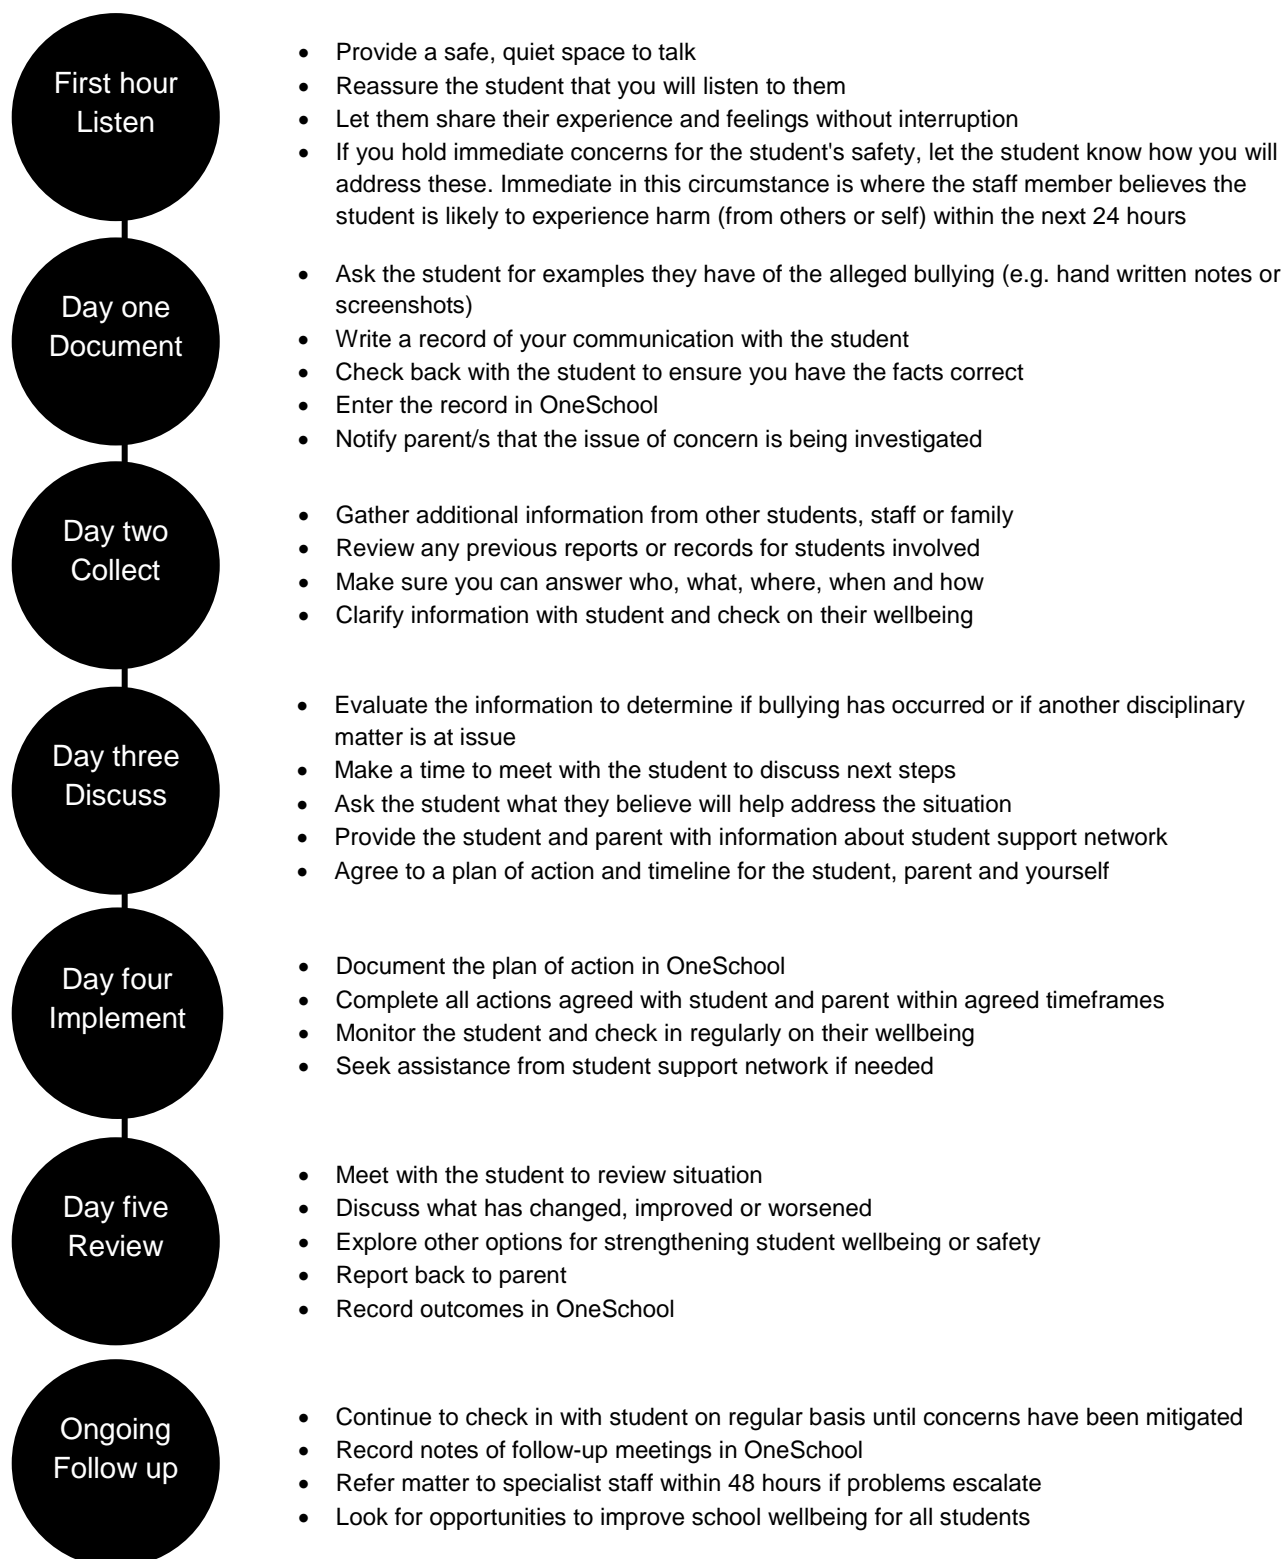 First hour
Listen
• Provide a safe, quiet space to talk
• Reassure the student that you will listen to them
• Let them share their experience and feelings without interruption
• If you hold immediate concerns for the student's safety, let the student know how you will
address these. Immediate in this circumstance is where the staff member believes the
student is likely to experience harm (from others or self) within the next 24 hours
Day one
Document
• Ask the student for examples they have of the alleged bullying (e.g. hand written notes or
screenshots)
• Write a record of your communication with the student
• Check back with the student to ensure you have the facts correct
• Enter the record in OneSchool
• Notify parent/s that the issue of concern is being investigated
Day two
Collect
• Gather additional information from other students, staff or family
• Review any previous reports or records for students involved
• Make sure you can answer who, what, where, when and how
• Clarify information with student and check on their wellbeing
Day three
Discuss
• Evaluate the information to determine if bullying has occurred or if another disciplinary
matter is at issue
• Make a time to meet with the student to discuss next steps
• Ask the student what they believe will help address the situation
• Provide the student and parent with information about student support network
• Agree to a plan of action and timeline for the student, parent and yourself
Day four
Implement
• Document the plan of action in OneSchool
• Complete all actions agreed with student and parent within agreed timeframes
• Monitor the student and check in regularly on their wellbeing
• Seek assistance from student support network if needed
Day five
Review
• Meet with the student to review situation
• Discuss what has changed, improved or worsened
• Explore other options for strengthening student wellbeing or safety
• Report back to parent
• Record outcomes in OneSchool
Ongoing
Follow up
• Continue to check in with student on regular basis until concerns have been mitigated
• Record notes of follow-up meetings in OneSchool
• Refer matter to specialist staff within 48 hours if problems escalate
• Look for opportunities to improve school wellbeing for all students